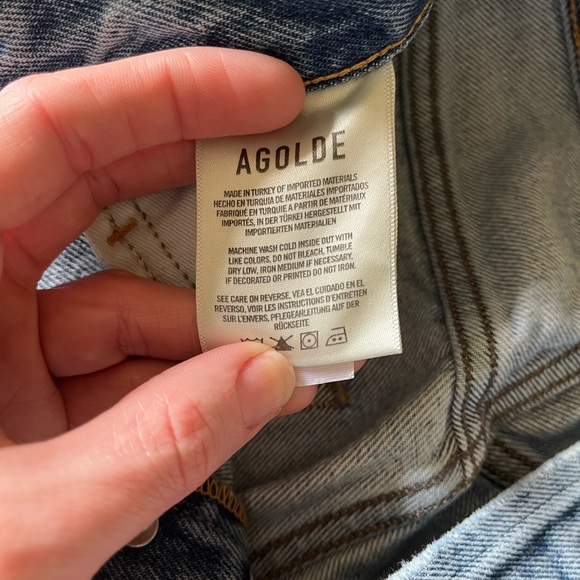 AGOLDE
MADE IN TURKEY OF IMPORTED MATERIALS
HECHO EN TURQUIA DE MATERIALES IMPORTADOS
FABRIQUÉ EN TURQUIE A PARTIR DE MATÉRIAUX
IMPORTÉS, IN DER TÜRKEI HERGESTELLT MIT
IMPORTIERTEN MATERIALIEN
MACHINE WASH COLD INSIDE OUT WITH
LIKE COLORS, DO NOT BLEACH, TUMBLE
DRY LOW, IRON MEDIUM IF NECESSARY,
IF DECORATED OR PRINTED DO NOT IRON.
SEE CARE ON REVERSE, VEA EL CUIDADO EN EL
REVERSO, VOIR LES INSTRUCTIONS D'ENTRETIEN
SUR L'ENVERS, PFLEGEANLEITUNG AUF DER
RÜCKSEITE